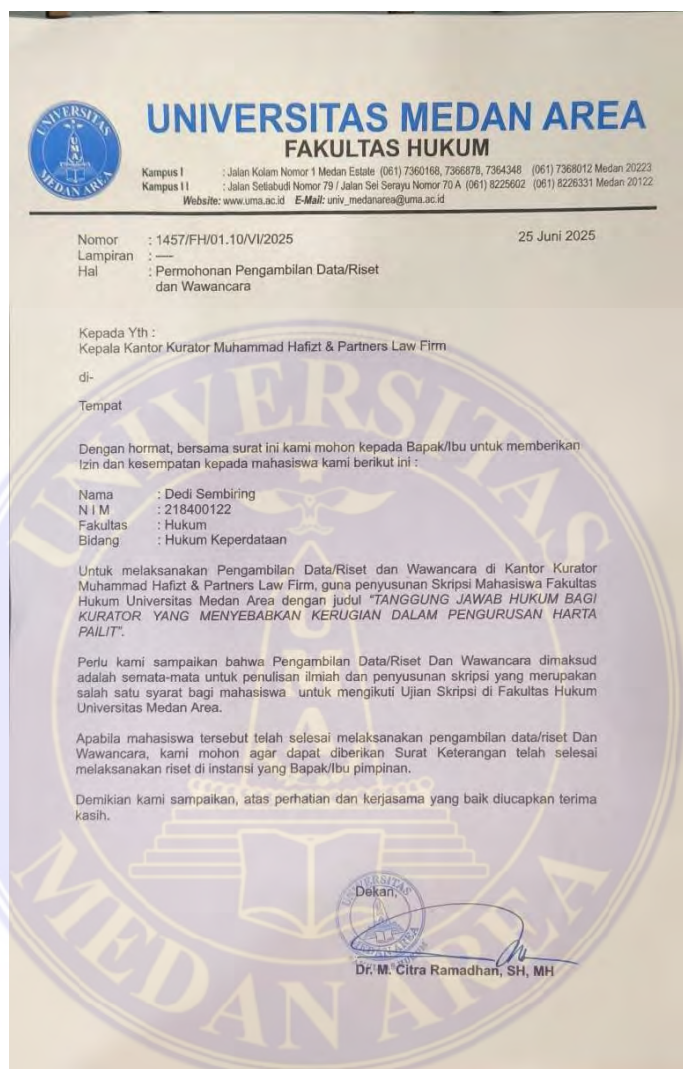 UNIVERSITAS MEDAN AREA
FAKULTAS HUKUM
Kampus I : Jalan Kolam Nomor 1 Medan Estate (061) 7360168, 7366878, 7364348 (061) 7368012 Medan 20223
Kampus II : Jalan Setiabudi Nomor 79 / Jalan Sei Serayu Nomor 70 A (061) 8225602 (061) 8226331 Medan 20122
Website: www.uma.ac.id E-Mail: univ_medanarea@uma.ac.id
Nomor : 1457/FH/01.10/VI/2025 25 Juni 2025
Lampiran : ----
Hal : Permohonan Pengambilan Data/Riset
dan Wawancara
Kepada Yth :
Kepala Kantor Kurator Muhammad Hafizt & Partners Law Firm
di-
Tempat
Dengan hormat, bersama surat ini kami mohon kepada Bapak/Ibu untuk memberikan
Izin dan kesempatan kepada mahasiswa kami berikut ini :
Nama : Dedi Sembiring
N I M : 218400122
Fakultas : Hukum
Bidang : Hukum Keperdataan
Untuk melaksanakan Pengambilan Data/Riset dan Wawancara di Kantor Kurator
Muhammad Hafizt & Partners Law Firm, guna penyusunan Skripsi Mahasiswa Fakultas
Hukum Universitas Medan Area dengan judul "TANGGUNG JAWAB HUKUM BAGI
KURATOR YANG MENYEBABKAN KERUGIAN DALAM PENGURUSAN HARTA
PAILIT".
Perlu kami sampaikan bahwa Pengambilan Data/Riset Dan Wawancara dimaksud
adalah semata-mata untuk penulisan ilmiah dan penyusunan skripsi yang merupakan
salah satu syarat bagi mahasiswa untuk mengikuti Ujian Skripsi di Fakultas Hukum
Universitas Medan Area.
Apabila mahasiswa tersebut telah selesai melaksanakan pengambilan data/riset Dan
Wawancara, kami mohon agar dapat diberikan Surat Keterangan telah selesai
melaksanakan riset di instansi yang Bapak/Ibu pimpinan.
Demikian kami sampaikan, atas perhatian dan kerjasama yang baik diucapkan terima
kasih.
Dekan,
Dr. M. Citra Ramadhan, SH, MH
UNIVERSITAS MEDAN AREA